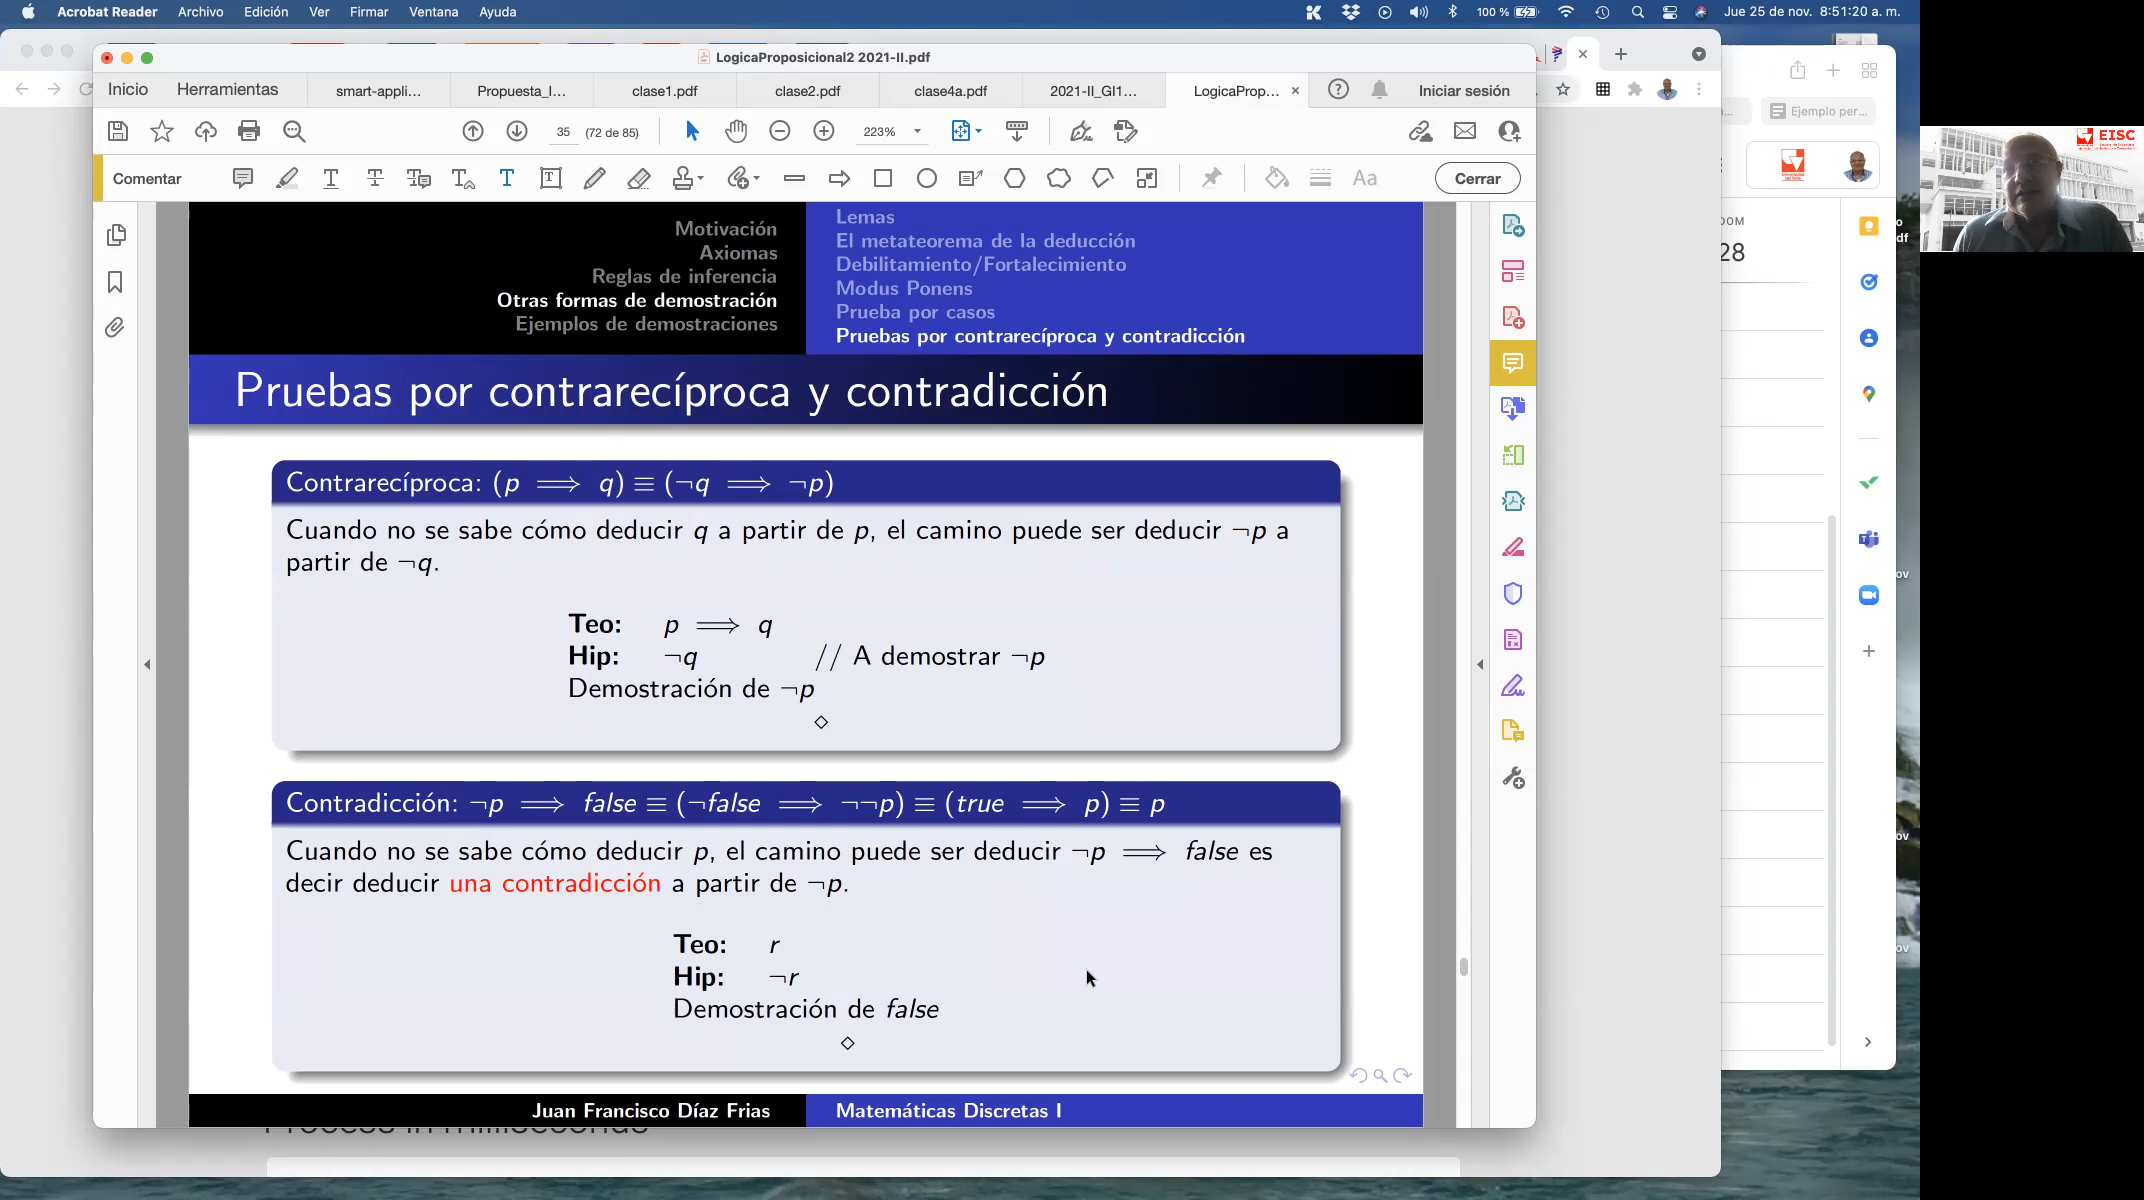 Acrobat Reader Archivo Edición Ver Firmar Ventana Ayuda 100 % Jue 25 de nov. 8:51:20 a. m.
LogicaProposicional2 2021-II.pdf
Inicio Herramientas smart-appli... Propuesta_I... clase1.pdf clase2.pdf clase4a.pdf 2021-II_GI1... LogicaProp... Iniciar sesión
35 (72 de 85) 223%
Comentar Aa Cerrar
Ejemplo per...
EISC
DOM
28
df
Motivación
Axiomas
Reglas de inferencia
Otras formas de demostración
Ejemplos de demostraciones
Lemas
El metateorema de la deducción
Debilitamiento/Fortalecimiento
Modus Ponens
Prueba por casos
Pruebas por contrarecíproca y contradicción
Pruebas por contrarecíproca y contradicción
Contrarecíproca: (p ⟹ q) ≡ (¬q ⟹ ¬p)
Cuando no se sabe cómo deducir q a partir de p, el camino puede ser deducir ¬p a
partir de ¬q.
Teo: p ⟹ q
Hip: ¬q // A demostrar ¬p
Demostración de ¬p
◇
Contradicción: ¬p ⟹ false ≡ (¬false ⟹ ¬¬p) ≡ (true ⟹ p) ≡ p
Cuando no se sabe cómo deducir p, el camino puede ser deducir ¬p ⟹ false es
decir deducir una contradicción a partir de ¬p.
Teo: r
Hip: ¬r
Demostración de false
◇
Juan Francisco Díaz Frias Matemáticas Discretas I
ov
ov
ov